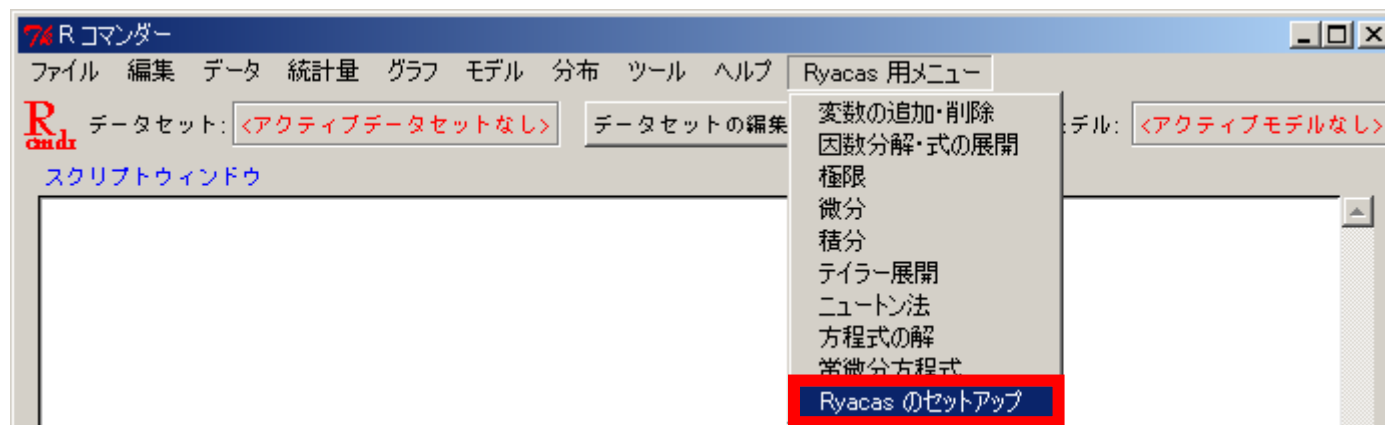 R コマンダー
ファイル 編集 データ 統計量 グラフ モデル 分布 ツール ヘルプ Ryacas 用メニュー
R cmdr データセット: <アクティブデータセットなし> データセットの編集 デル: <アクティブモデルなし>
スクリプトウィンドウ
変数の追加・削除
因数分解・式の展開
極限
微分
積分
テイラー展開
ニュートン法
方程式の解
常微分方程式
Ryacas のセットアップ